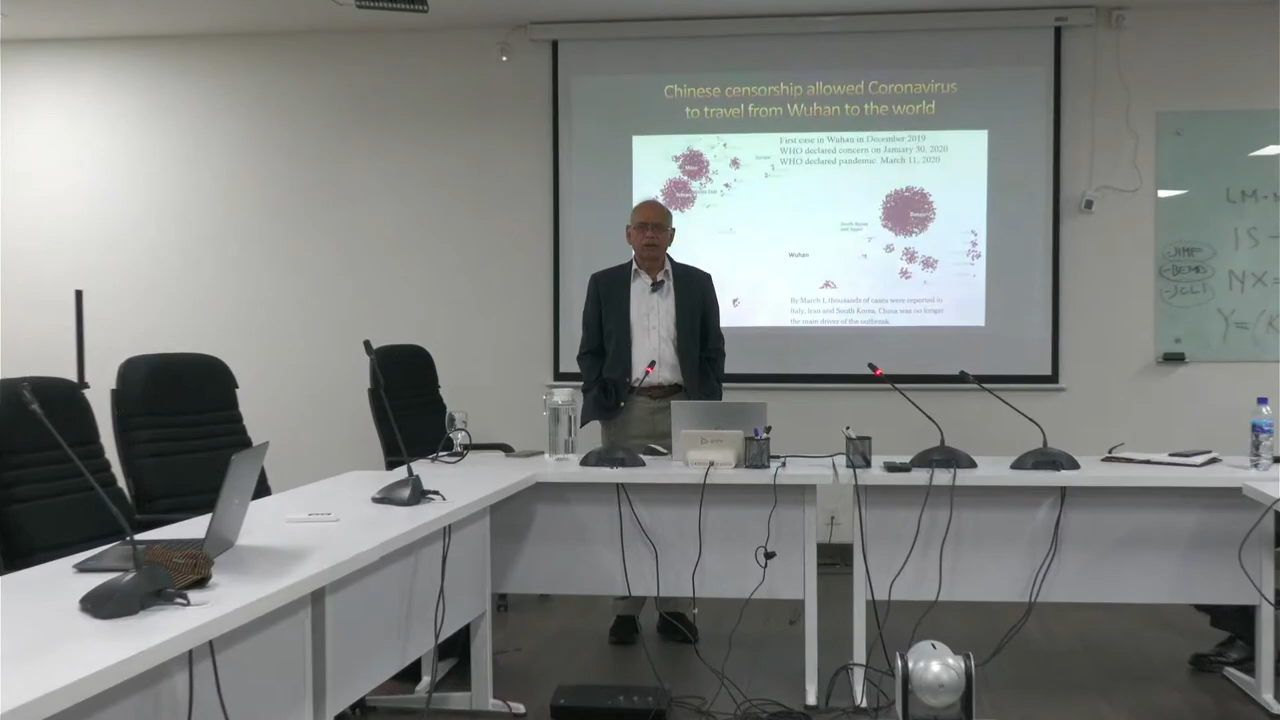 Chinese censorship allowed Coronavirus
to travel from Wuhan to the world
First case in Wuhan in December 2019
WHO declared concern on January 30, 2020
WHO declared pandemic March 11, 2020
Wuhan
By March 1, thousands of cases were reported in
Italy, Iran and South Korea. China was no longer
the main driver of the outbreak.
LM-
IS-
NX=
JIMF
-BEMD
-JCLI